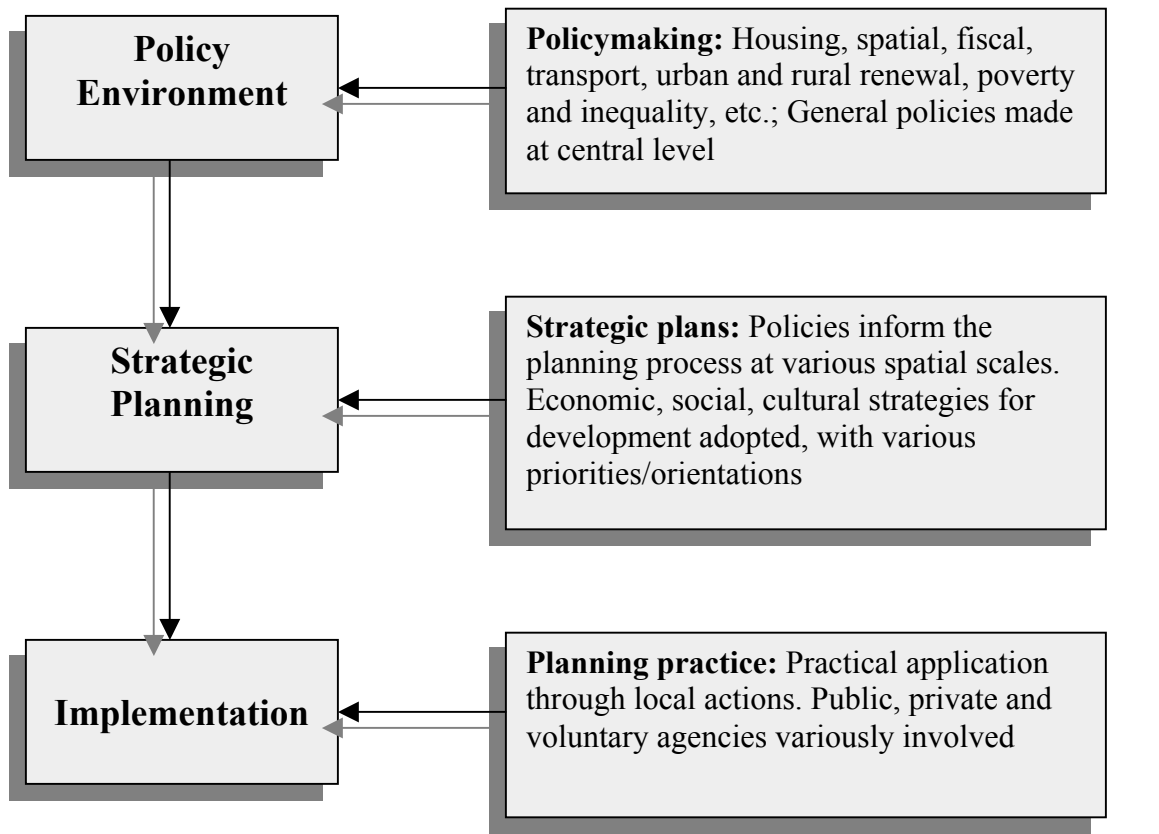 Policy
Environment
Policymaking: Housing, spatial, fiscal,
transport, urban and rural renewal, poverty
and inequality, etc.; General policies made
at central level
Strategic
Planning
Strategic plans: Policies inform the
planning process at various spatial scales.
Economic, social, cultural strategies for
development adopted, with various
priorities/orientations
Implementation
Planning practice: Practical application
through local actions. Public, private and
voluntary agencies variously involved